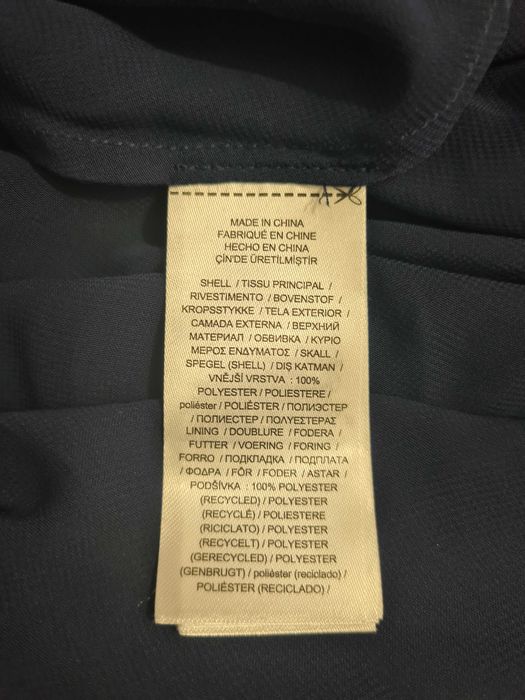 MADE IN CHINA
FABRIQUÉ EN CHINE
HECHO EN CHINA
ÇİN'DE ÜRETİLMİŞTİR
SHELL / TISSU PRINCIPAL /
RIVESTIMENTO / BOVENSTOF /
KROPSSTYKKE / TELA EXTERIOR /
CAMADA EXTERNA / ВЕРХНИЙ
МАТЕРИАЛ / ОБВИВКА / ΚΥΡΙΟ
ΜΕΡΟΣ ΕΝΔΥΜΑΤΟΣ / SKALL /
SPEGEL (SHELL) / DIŞ KATMAN /
VNĚJŠÍ VRSTVA : 100%
POLYESTER / POLIESTERE /
poliéster / POLIÉSTER / ПОЛИЭСТЕР
/ ПОЛИЕСТЕР / ΠΟΛΥΕΣΤΕΡΑΣ
LINING / DOUBLURE / FODERA /
FUTTER / VOERING / FORING /
FORRO / ПОДКЛАДКА / ПОДПЛАТА
/ ΦΟΔΡΑ / FÔR / FODER / ASTAR /
PODŠÍVKA : 100% POLYESTER
(RECYCLED) / POLYESTER
(RECYCLÉ) / POLIESTERE
(RICICLATO) / POLYESTER
(RECYCELT) / POLYESTER
(GERECYCLED) / POLYESTER
(GENBRUGT) / poliéster (reciclado) /
POLIÉSTER (RECICLADO) /